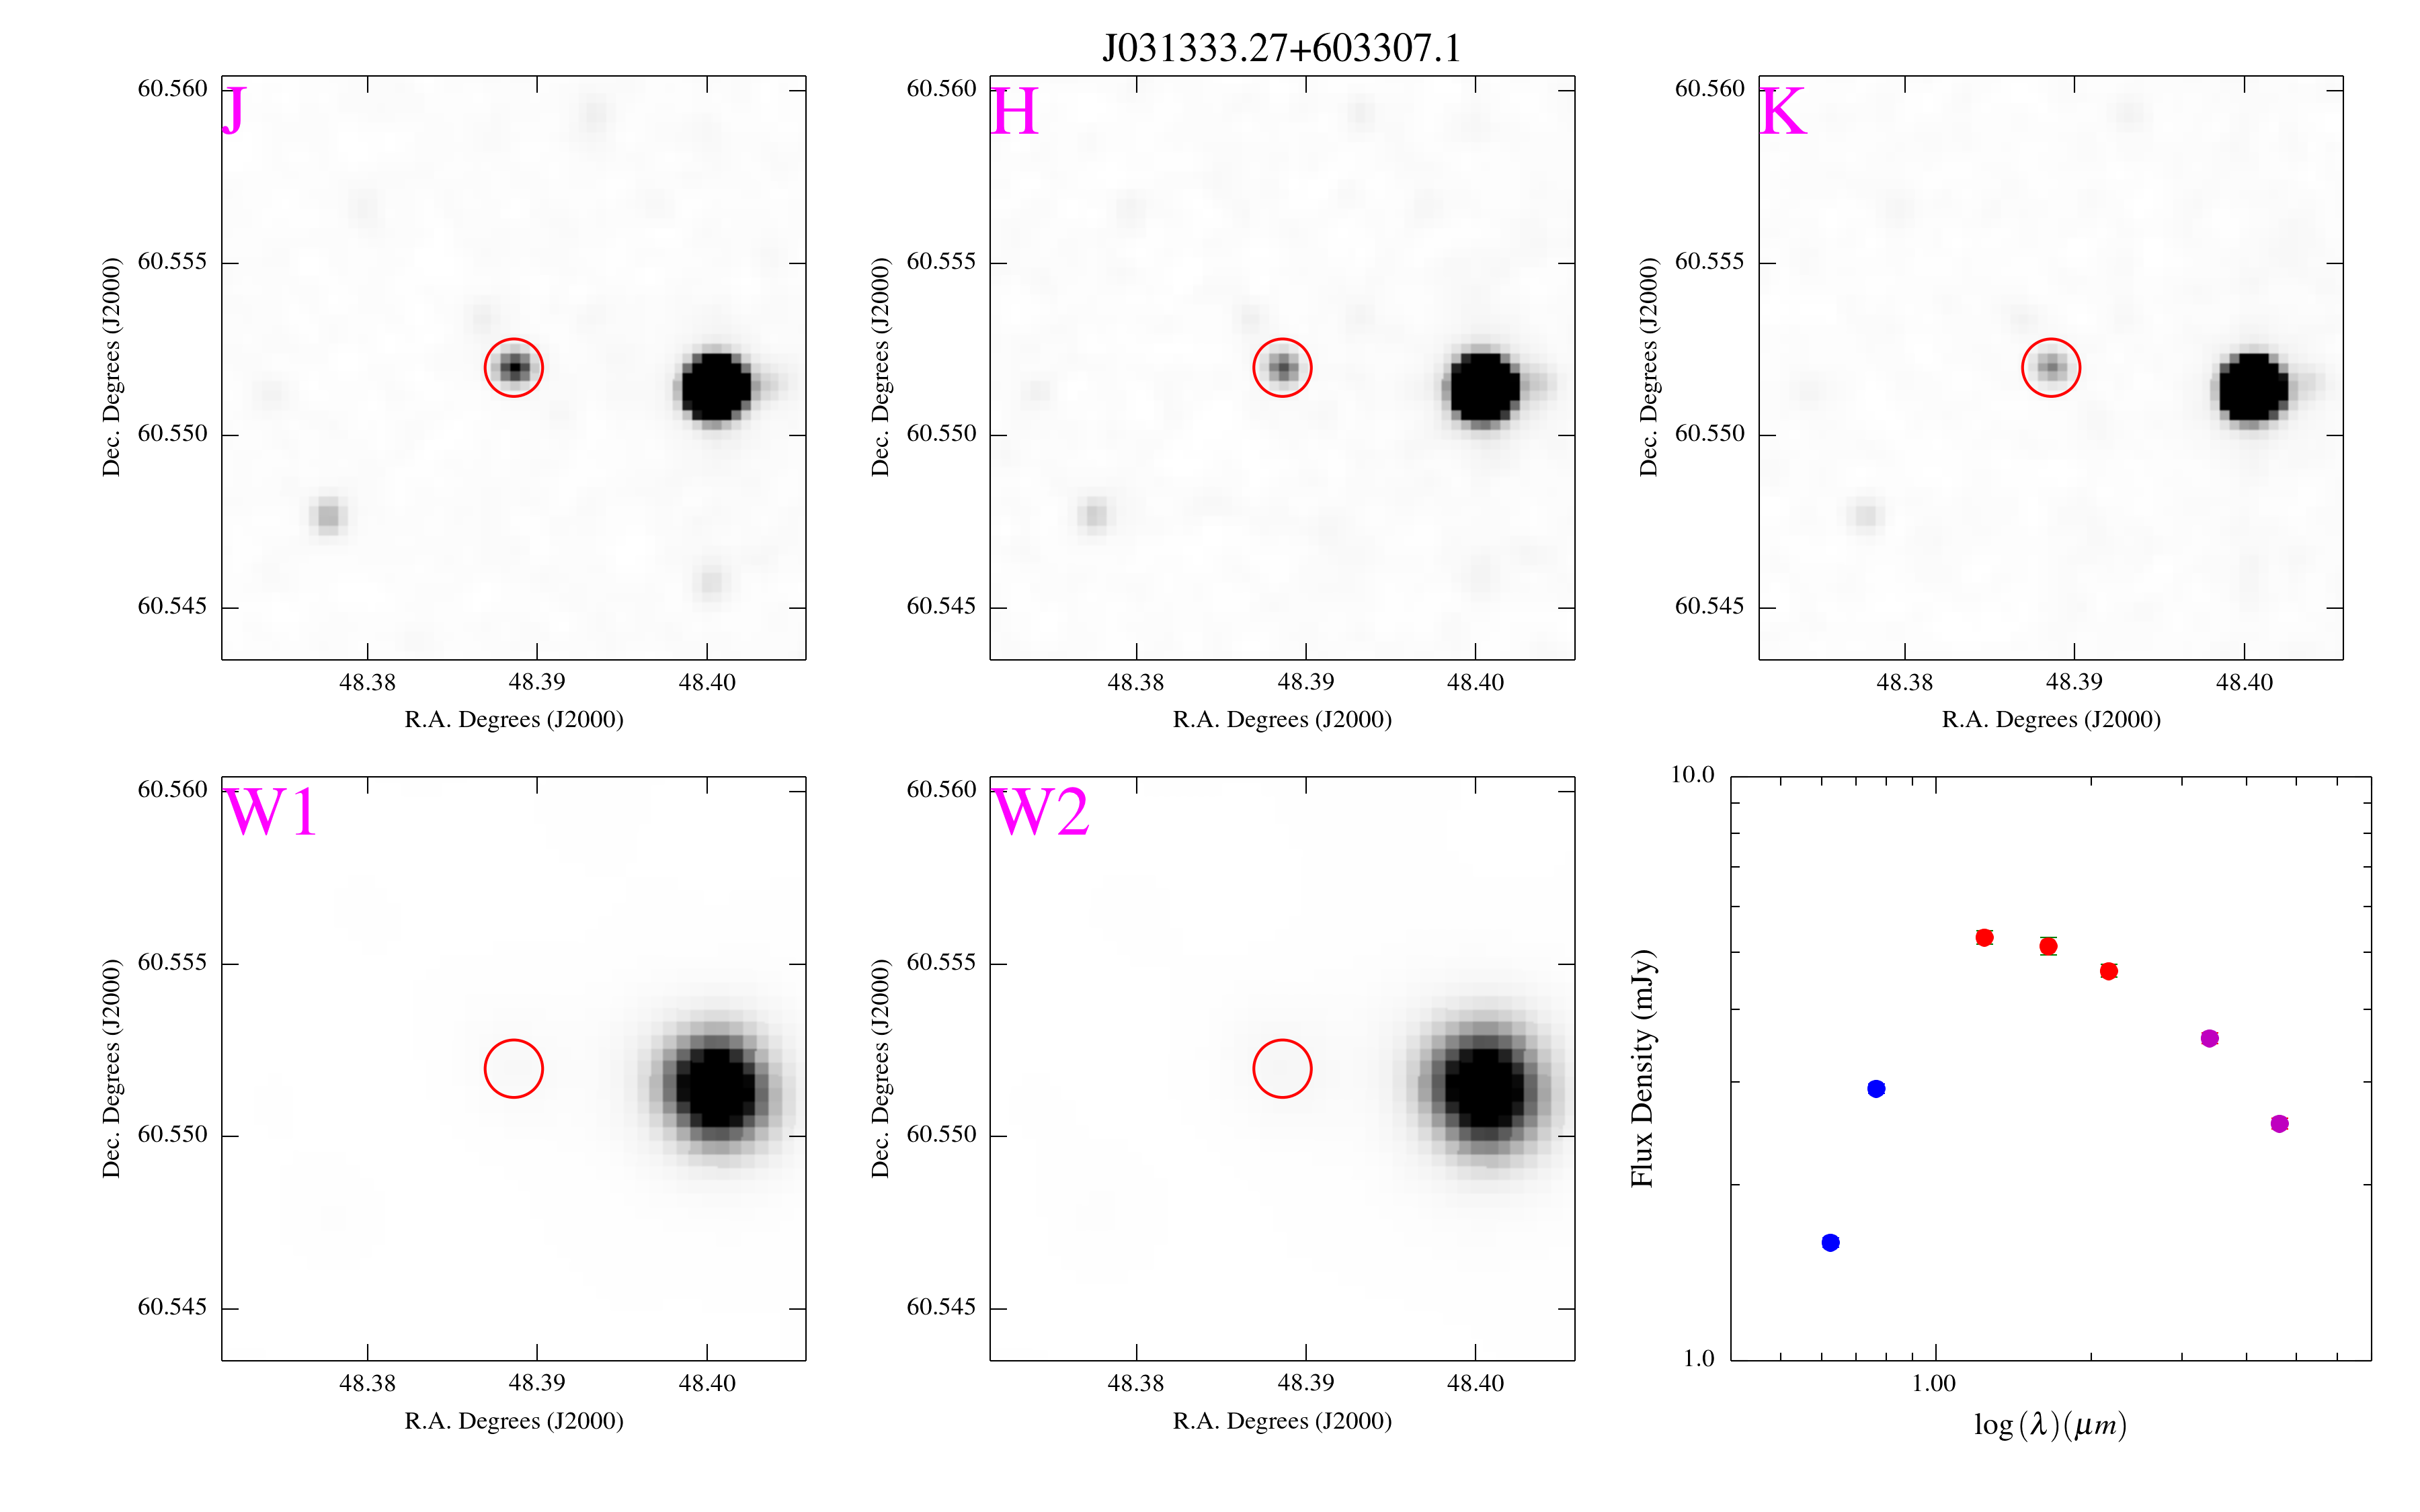 J031333.27+603307.1
J
60.560
60.555
60.550
60.545
Dec. Degrees (J2000)
48.38
48.39
48.40
R.A. Degrees (J2000)
H
60.560
60.555
60.550
60.545
Dec. Degrees (J2000)
48.38
48.39
48.40
R.A. Degrees (J2000)
K
60.560
60.555
60.550
60.545
Dec. Degrees (J2000)
48.38
48.39
48.40
R.A. Degrees (J2000)
W1
60.560
60.555
60.550
60.545
Dec. Degrees (J2000)
48.38
48.39
48.40
R.A. Degrees (J2000)
W2
60.560
60.555
60.550
60.545
Dec. Degrees (J2000)
48.38
48.39
48.40
R.A. Degrees (J2000)
10.0
1.0
Flux Density (mJy)
1.00
log(λ)(μm)